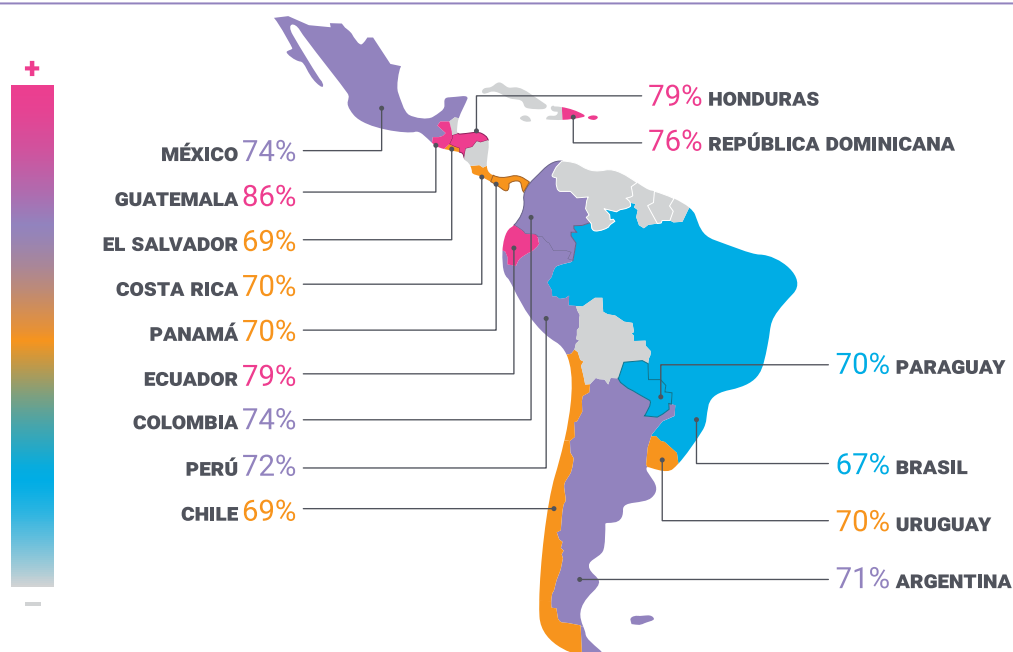 +
79% HONDURAS
76% REPÚBLICA DOMINICANA
MÉXICO 74%
GUATEMALA 86%
EL SALVADOR 69%
COSTA RICA 70%
PANAMÁ 70%
ECUADOR 79%
COLOMBIA 74%
PERÚ 72%
CHILE 69%
70% PARAGUAY
67% BRASIL
70% URUGUAY
71% ARGENTINA
−